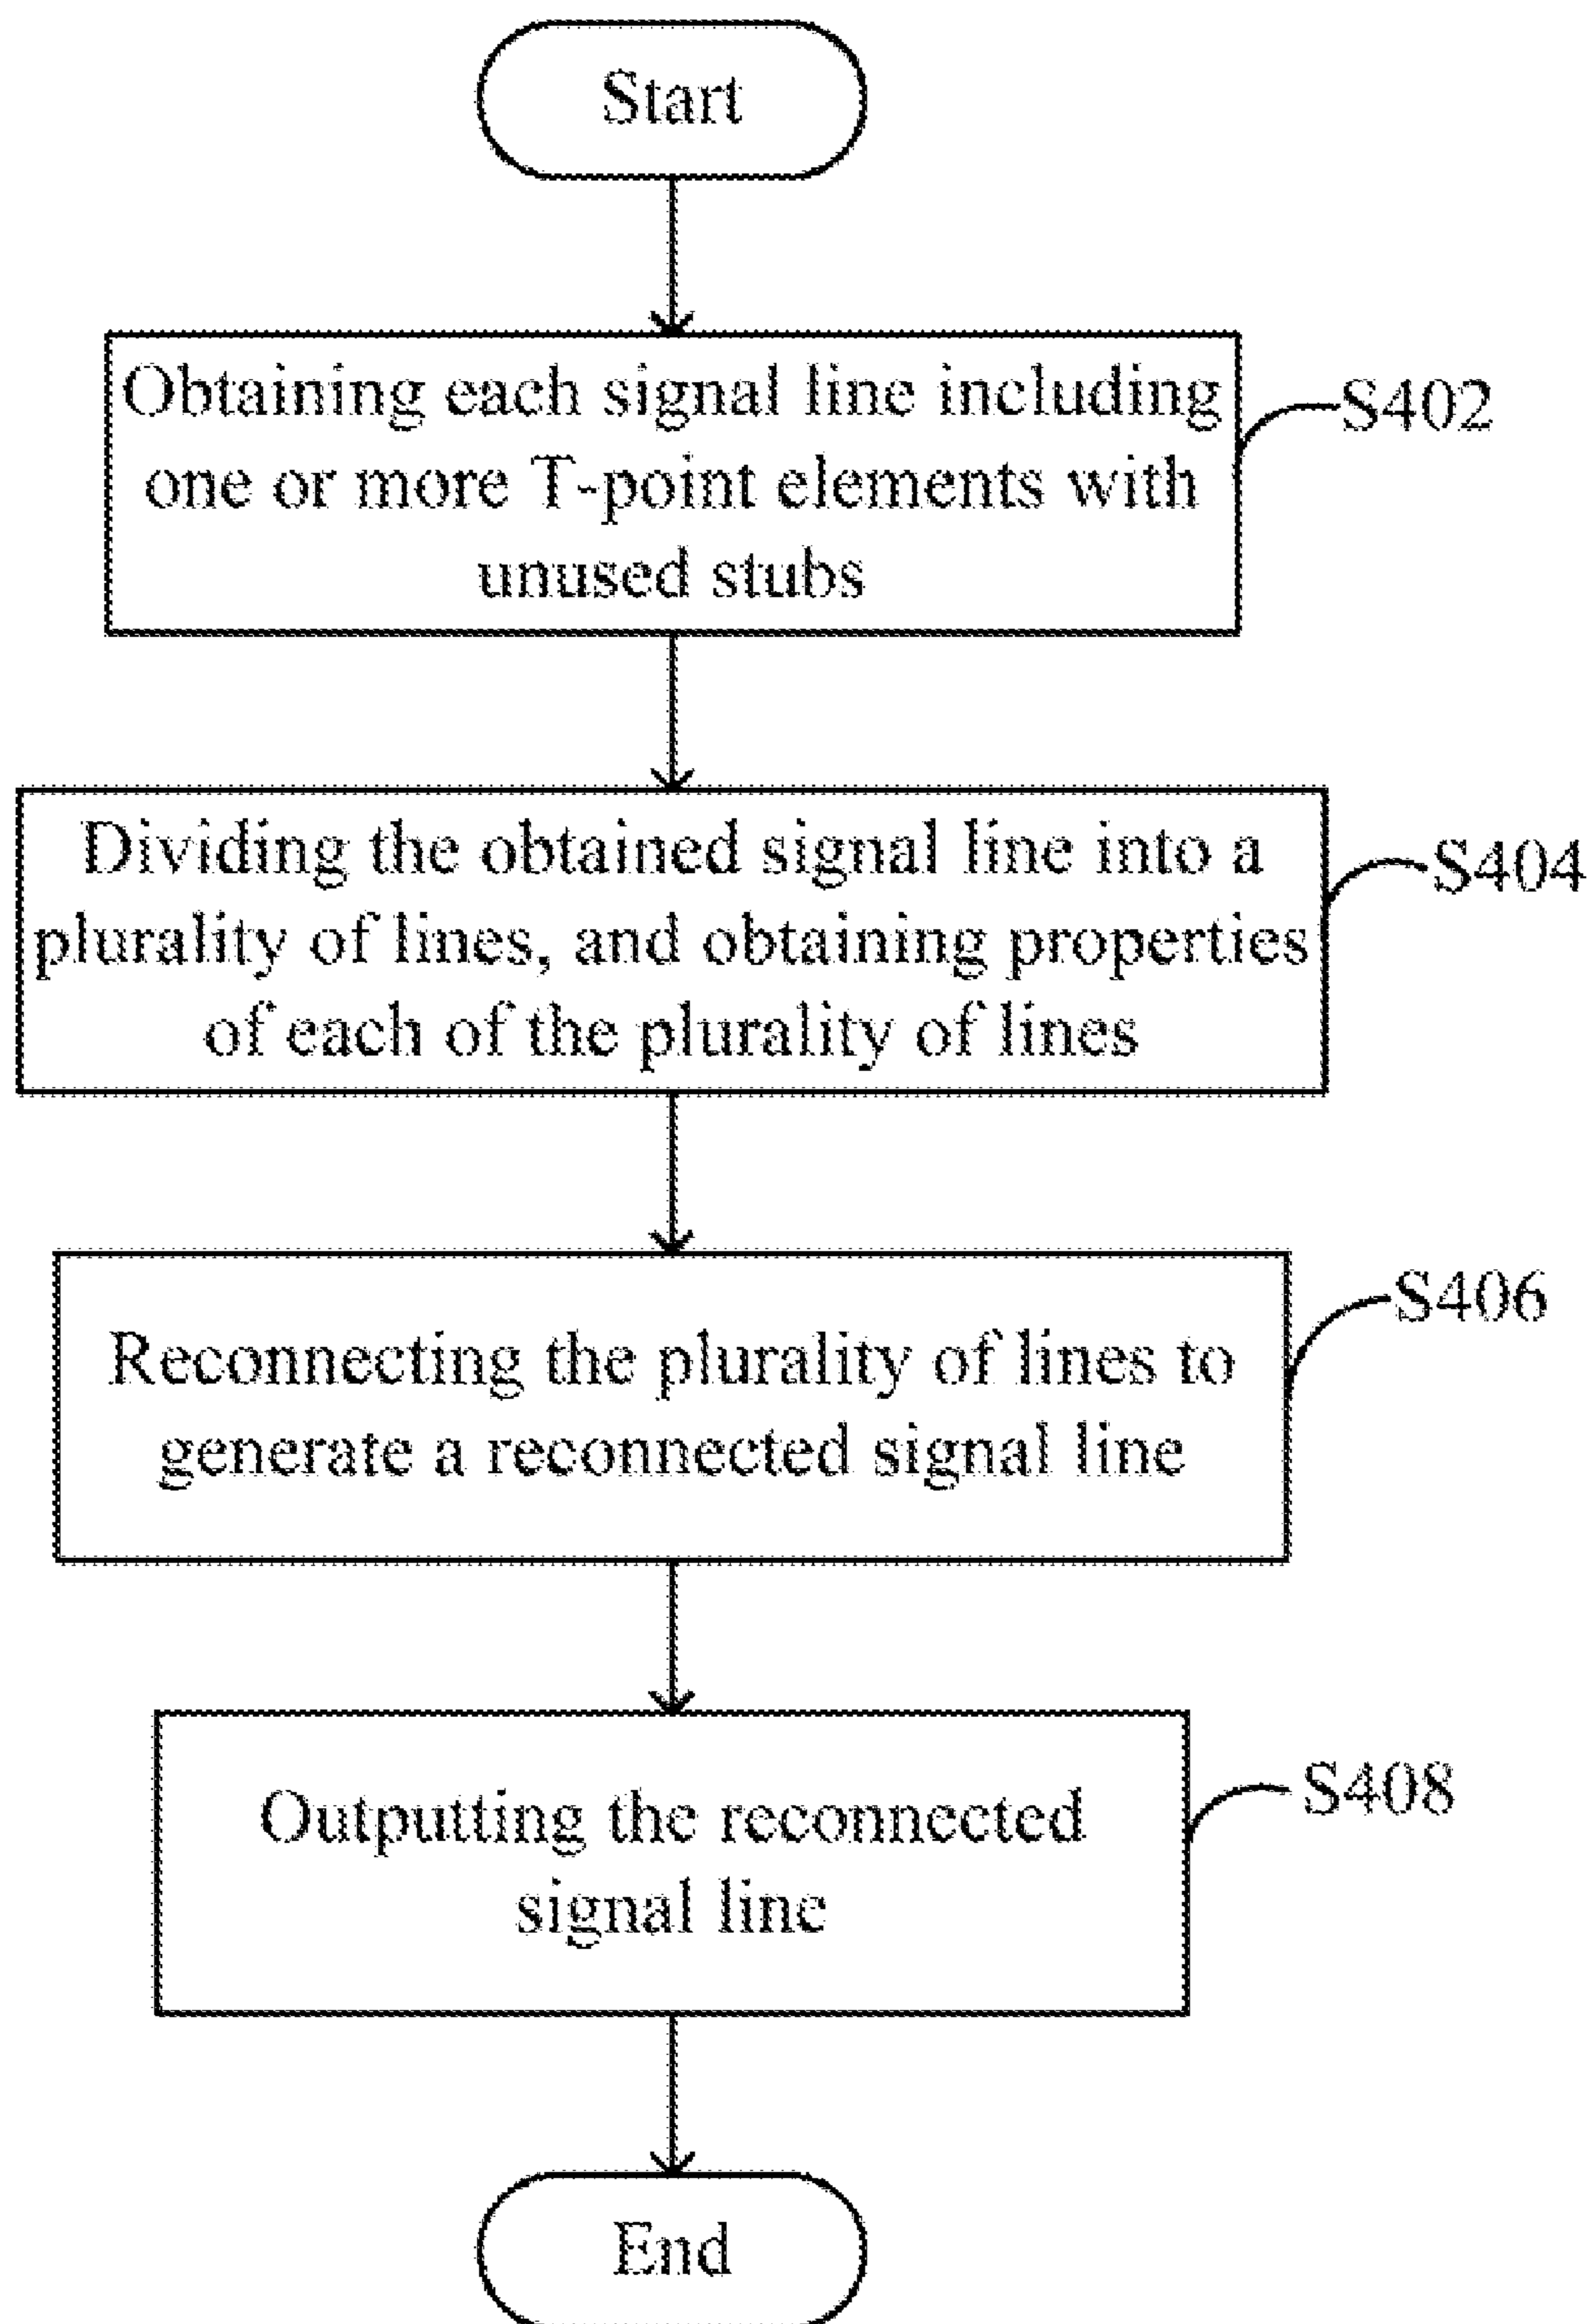 Start
Obtaining each signal line including
one or more T-point elements with
unused stubs
S402
Dividing the obtained signal line into a
plurality of lines, and obtaining properties
of each of the plurality of lines
S404
Reconnecting the plurality of lines to
generate a reconnected signal line
S406
Outputting the reconnected
signal line
S408
End